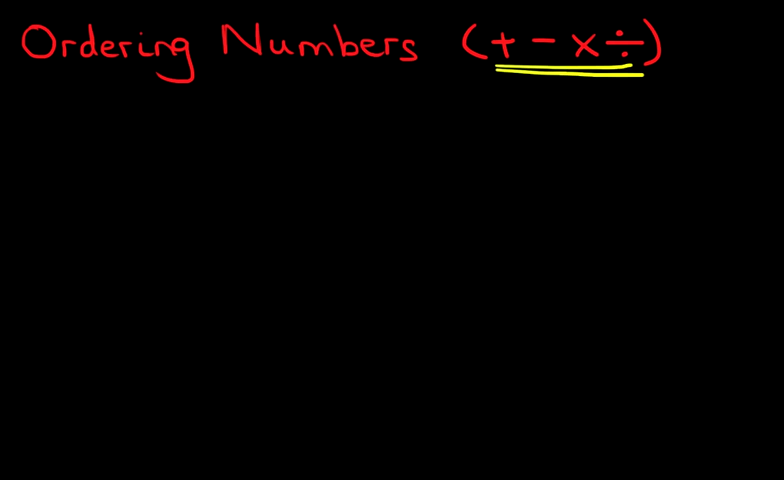 Ordering Numbers (+ - x ÷)